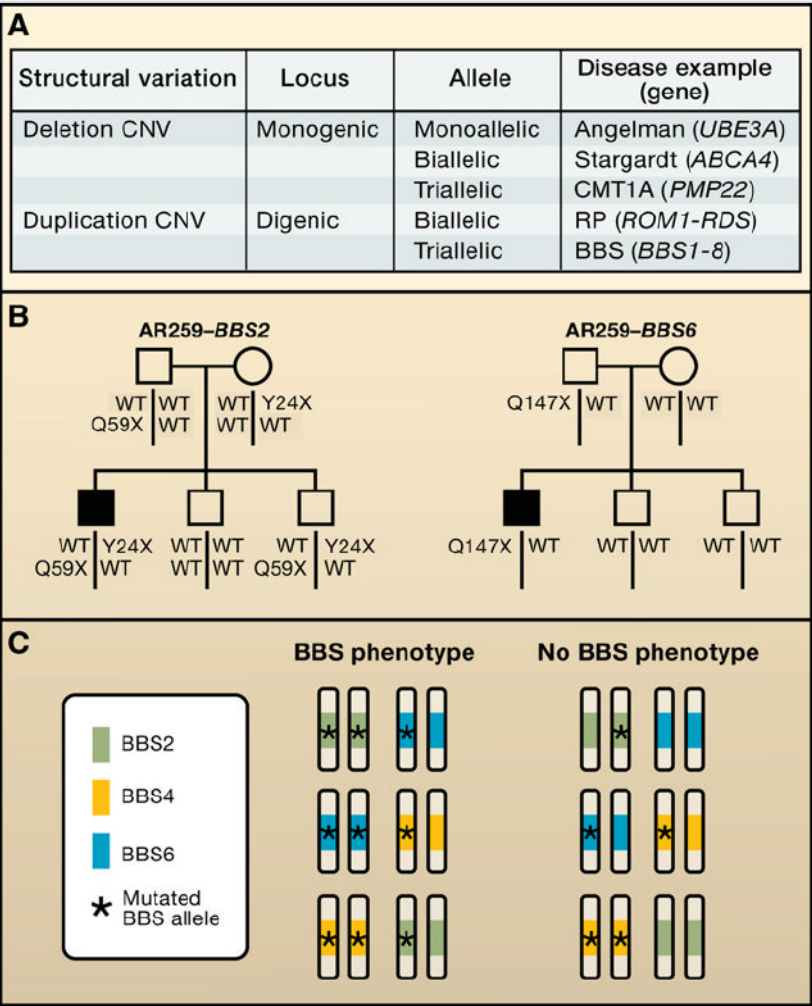 A
Structural variation Locus Allele Disease example
(gene)
Deletion CNV Monogenic Monoallelic Angelman (UBE3A)
Biallelic Stargardt (ABCA4)
Triallelic CMT1A (PMP22)
Duplication CNV Digenic Biallelic RP (ROM1-RDS)
Triallelic BBS (BBS1-8)
B
AR259–BBS2 AR259–BBS6
WT WT WT Y24X Q147X WT WT WT
Q59X WT WT WT
WT Y24X WT WT WT Y24X Q147X WT WT WT WT WT
Q59X WT WT WT Q59X WT
C
BBS phenotype No BBS phenotype
BBS2
BBS4
BBS6
* Mutated
BBS allele